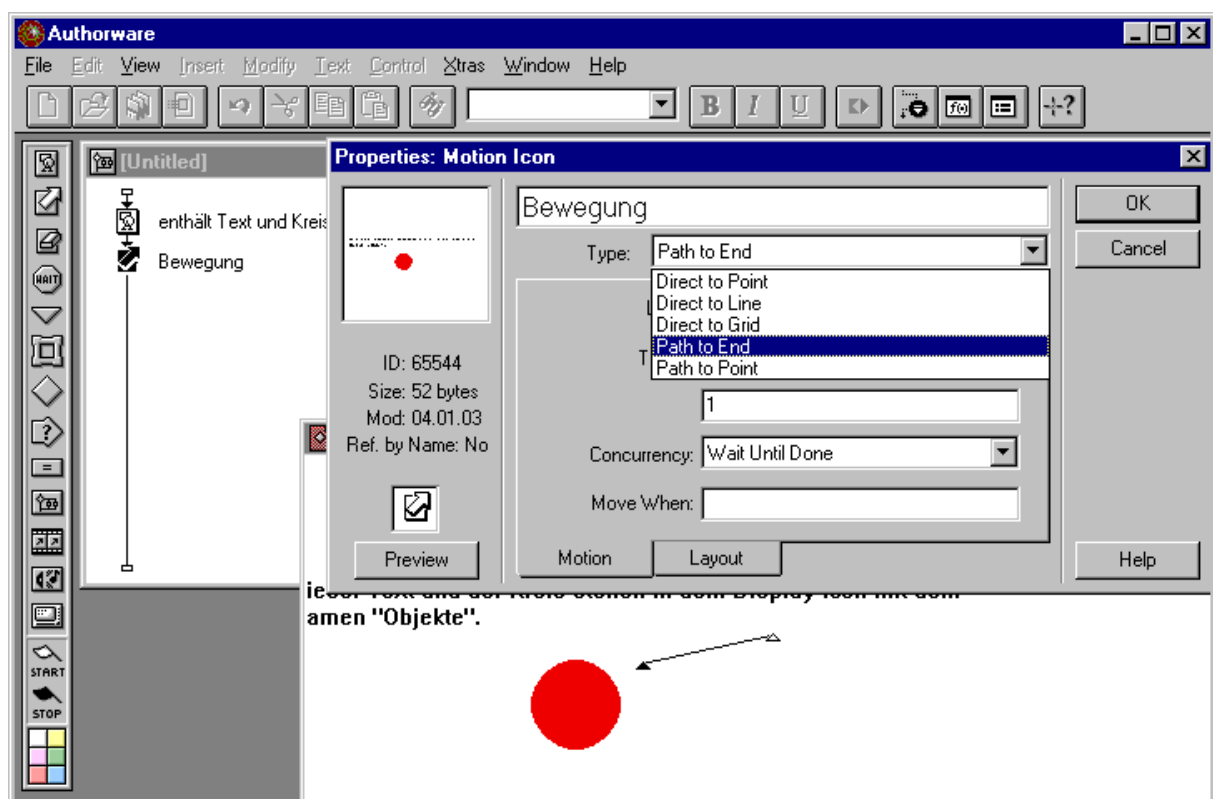 Authorware
File Edit View Insert Modify Text Control Xtras Window Help
B I U f() ?
[Untitled]
enthält Text und Kreis
Bewegung
WAIT
?
=
START
STOP
Properties: Motion Icon
Bewegung
OK
Type: Path to End
Cancel
Direct to Point
Direct to Line
Direct to Grid
Path to End
Path to Point
ID: 65544
Size: 52 bytes
Mod: 04.01.03
Ref. by Name: No
1
Concurrency: Wait Until Done
Move When:
Preview
Motion Layout
Help
amen "Objekte".